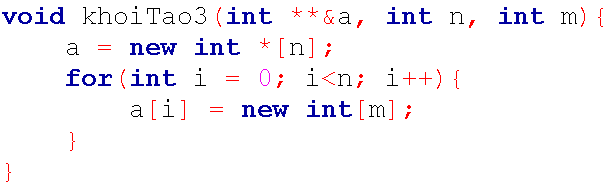 void khoiTao3(int **&a, int n, int m){
    a = new int *[n];
    for(int i = 0; i<n; i++){
        a[i] = new int[m];
    }
}